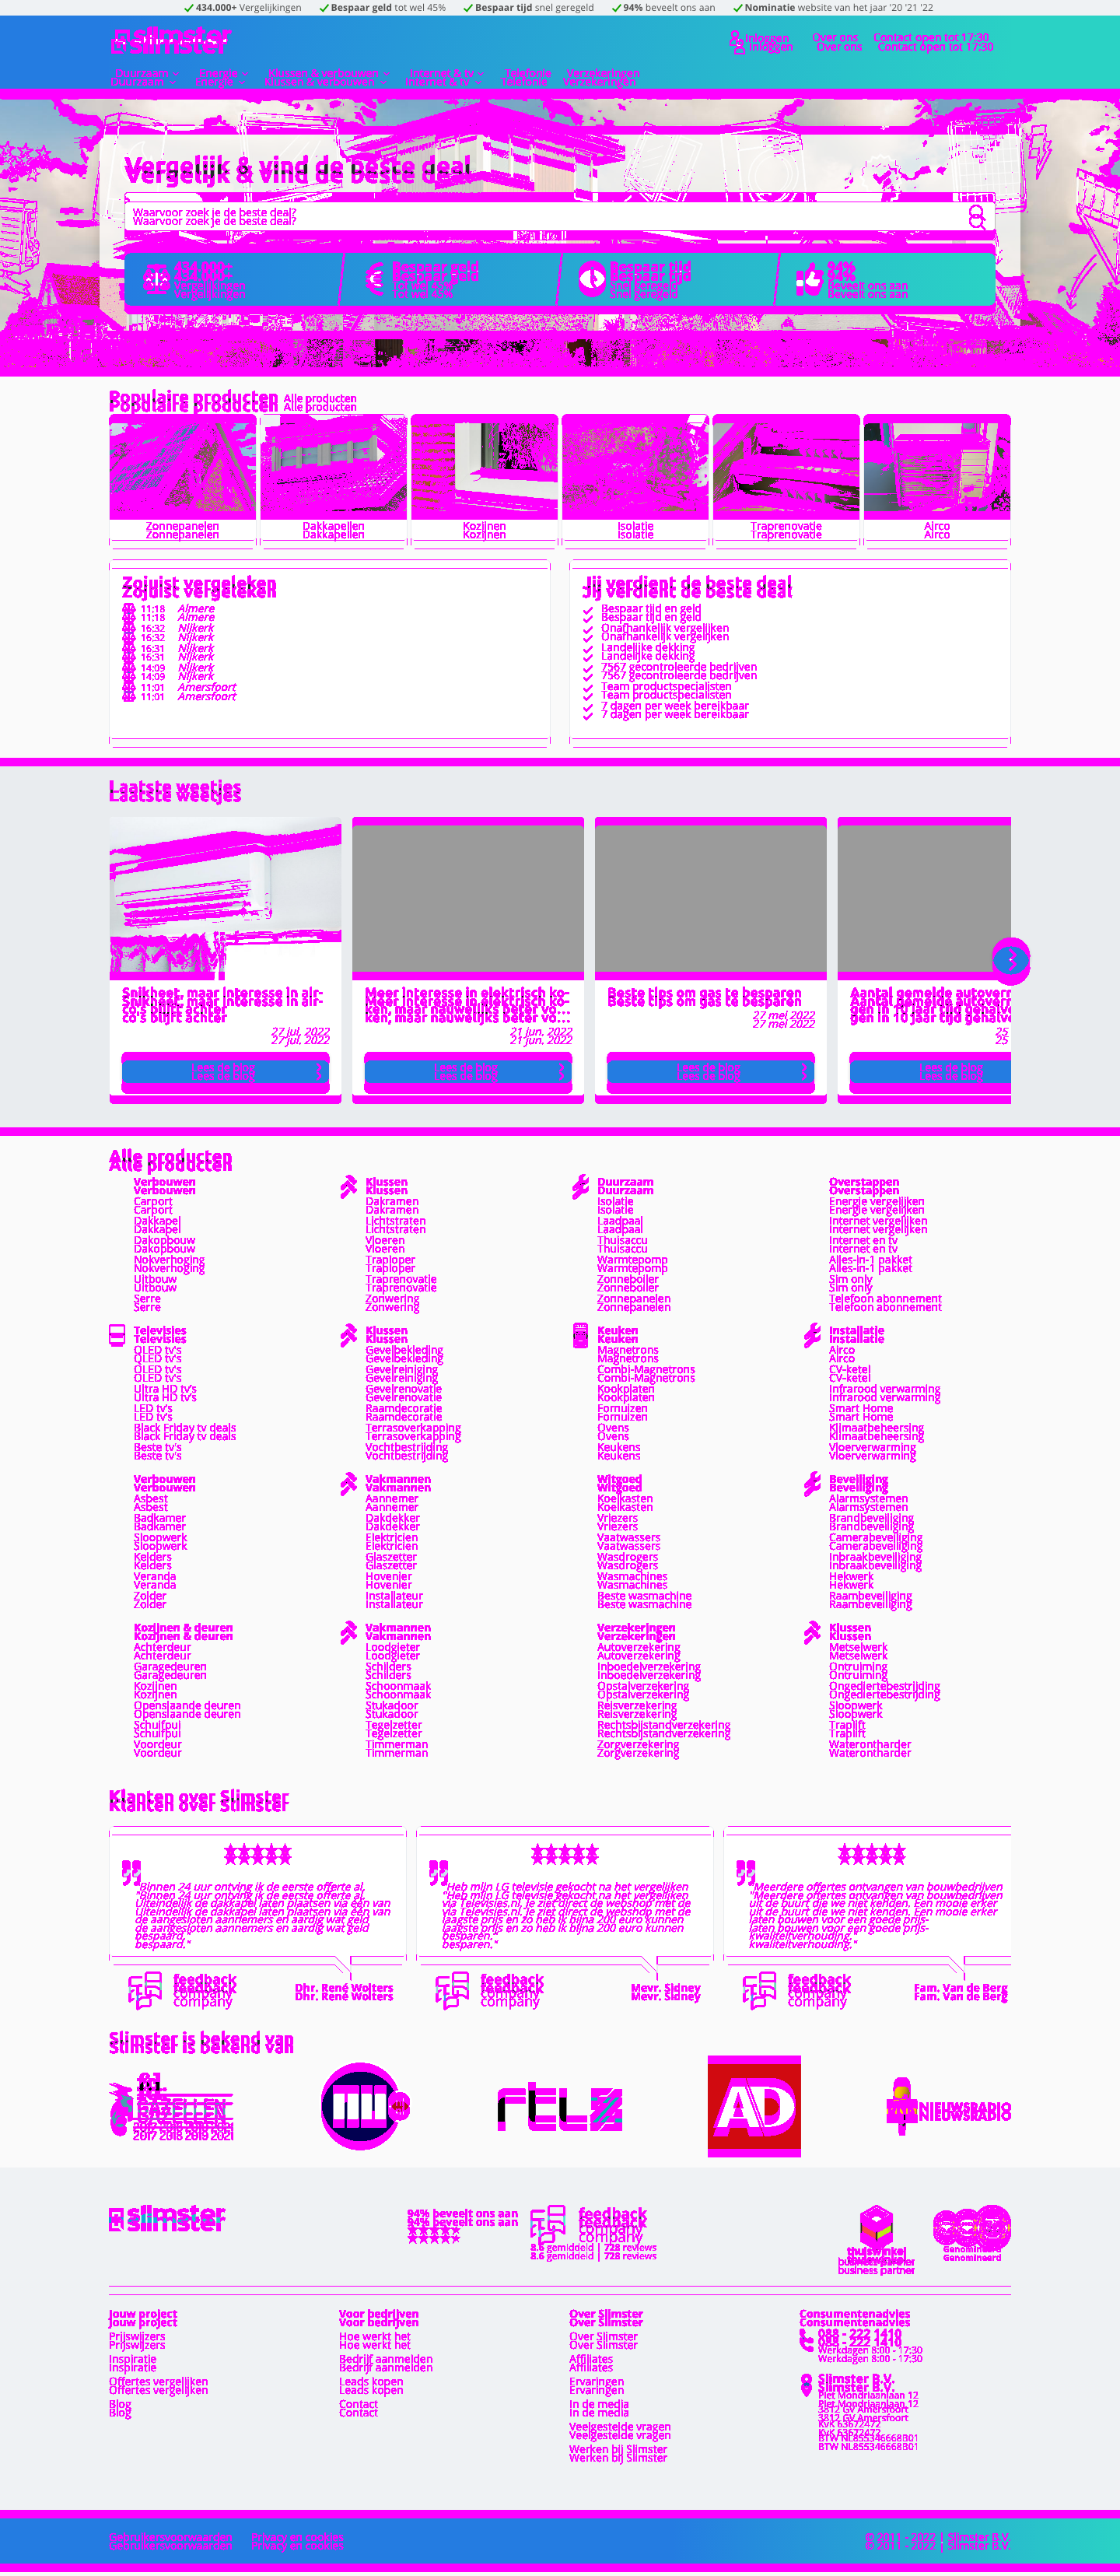 434.000+ Vergelijkingen Bespaar geld tot wel 45% Bespaar tijd snel geregeld 94% beveelt ons aan Nominatie website van het jaar '20 '21 '22
slimster
Inloggen Over ons Contact open tot 17:30
Duurzaam Energie Klussen & verbouwen Internet & tv Telefonie Verzekeringen
Vergelijk & vind de beste deal
Waarvoor zoek je de beste deal?
434.000+ Bespaar geld Bespaar tijd 94%
Vergelijkingen Tot wel 45% Snel geregeld Beveelt ons aan
Populaire producten Alle producten
Zonnepanelen Dakkapellen Kozijnen Isolatie Traprenovatie Airco
Zojuist vergeleken
11:18 Almere
16:32 Nijkerk
16:31 Nijkerk
14:09 Nijkerk
11:01 Amersfoort
Jij verdient de beste deal
Bespaar tijd en geld
Onafhankelijk vergelijken
Landelijke dekking
7567 gecontroleerde bedrijven
Team productspecialisten
7 dagen per week bereikbaar
Laatste weetjes
Snikheet, maar interesse in air-
co's blijft achter
27 jul. 2022
Meer interesse in elektrisch ko-
ken, maar nauwelijks beter vo...
21 jun. 2022
Beste tips om gas te besparen
27 mei 2022
Aantal gemelde autoverr
gen in 10 jaar tijd gehalve
25
Alle producten
Verbouwen
Carport
Dakkapel
Dakopbouw
Nokverhoging
Uitbouw
Serre
Klussen
Dakramen
Lichtstraten
Vloeren
Traploper
Traprenovatie
Zonwering
Duurzaam
Isolatie
Laadpaal
Thuisaccu
Warmtepomp
Zonneboiler
Zonnepanelen
Overstappen
Energie vergelijken
Internet vergelijken
Internet en tv
Alles-in-1 pakket
Sim only
Telefoon abonnement
Televisies
QLED tv's
OLED tv's
Ultra HD tv's
LED tv's
Black Friday tv deals
Beste tv's
Klussen
Gevelbekleding
Gevelreiniging
Gevelrenovatie
Raamdecoratie
Terrasoverkapping
Vochtbestrijding
Keuken
Magnetrons
Combi-Magnetrons
Kookplaten
Fornuizen
Ovens
Keukens
Installatie
Airco
CV-ketel
Infrarood verwarming
Smart Home
Klimaatbeheersing
Vloerverwarming
Verbouwen
Asbest
Badkamer
Sloopwerk
Kelders
Veranda
Zolder
Vakmannen
Aannemer
Dakdekker
Elektricien
Glaszetter
Hovenier
Installateur
Witgoed
Koelkasten
Vriezers
Vaatwassers
Wasdrogers
Wasmachines
Beste wasmachine
Beveiliging
Alarmsystemen
Brandbeveiliging
Camerabeveiliging
Inbraakbeveiliging
Hekwerk
Raambeveiliging
Kozijnen & deuren
Achterdeur
Garagedeuren
Kozijnen
Openslaande deuren
Schuifpui
Voordeur
Vakmannen
Loodgieter
Schilders
Schoonmaak
Stukadoor
Tegelzetter
Timmerman
Verzekeringen
Autoverzekering
Inboedelverzekering
Opstalverzekering
Reisverzekering
Rechtsbijstandverzekering
Zorgverzekering
Klussen
Metselwerk
Ontruiming
Ongediertebestrijding
Sloopwerk
Traplift
Waterontharder
Klanten over Slimster
"Binnen 24 uur ontving ik de eerste offerte al.
Uiteindelijk de dakkapel laten plaatsen via één van
de aangesloten aannemers en aardig wat geld
bespaard."
feedback company Dhr. René Wolters
"Heb mijn LG televisie gekocht na het vergelijken
via Televisies.nl. Je ziet direct de webshop met de
laagste prijs en zo heb ik bijna 200 euro kunnen
besparen."
feedback company Mevr. Sidney
"Meerdere offertes ontvangen van bouwbedrijven
uit de buurt die we niet kenden. Een mooie erker
laten bouwen voor een goede prijs-
kwaliteitverhouding."
feedback company Fam. Van de Berg
Slimster is bekend van
GAZELLEN
2017 2018 2019 2021
rtl z
AD
NIEUWSRADIO
slimster
94% beveelt ons aan
feedback company
8.6 gemiddeld | 728 reviews
thuiswinkel
business partner
Genomineerd
Jouw project
Prijswijzers
Inspiratie
Offertes vergelijken
Blog
Voor bedrijven
Hoe werkt het
Bedrijf aanmelden
Leads kopen
Contact
Over Slimster
Over Slimster
Affiliates
Ervaringen
In de media
Veelgestelde vragen
Werken bij Slimster
Consumentenadvies
088 - 222 1410
Werkdagen 8:00 - 17:30
Slimster B.V.
Piet Mondriaanlaan 12
3812 GV Amersfoort
KvK 63672472
BTW NL855346668B01
Gebruikersvoorwaarden Privacy en cookies
© 2011 - 2022 | Slimster B.V.